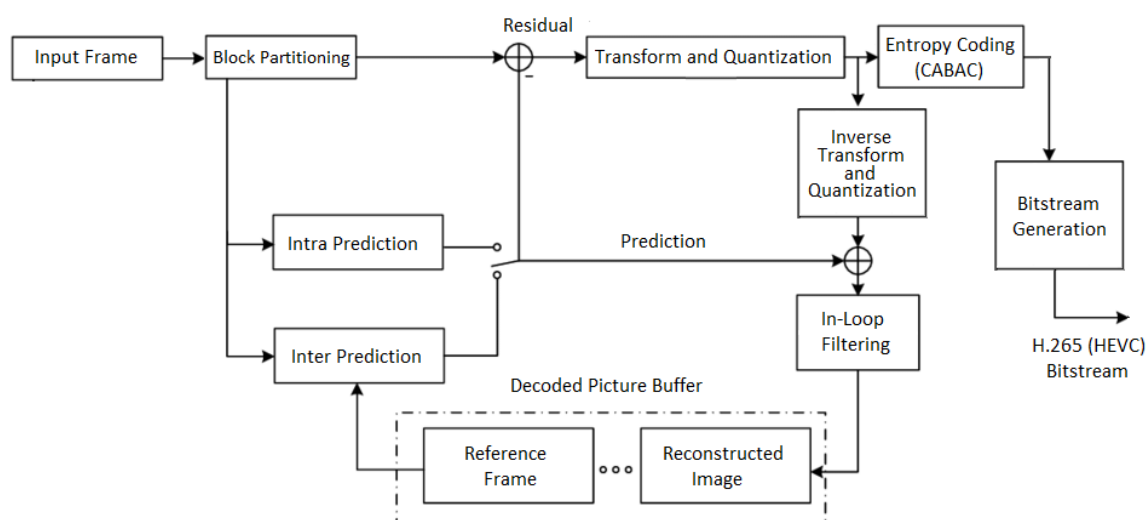 Residual
Input Frame
Block Partitioning
-
Transform and Quantization
Entropy Coding
(CABAC)
Inverse
Transform
and
Quantization
Bitstream
Generation
Intra Prediction
Prediction
In-Loop
Filtering
Inter Prediction
H.265 (HEVC)
Bitstream
Decoded Picture Buffer
Reference
Frame
Reconstructed
Image